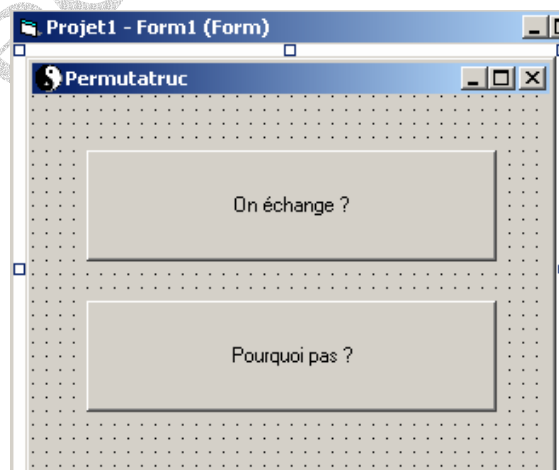 Projet1 - Form1 (Form)
Permutatruc
On échange ?
Pourquoi pas ?